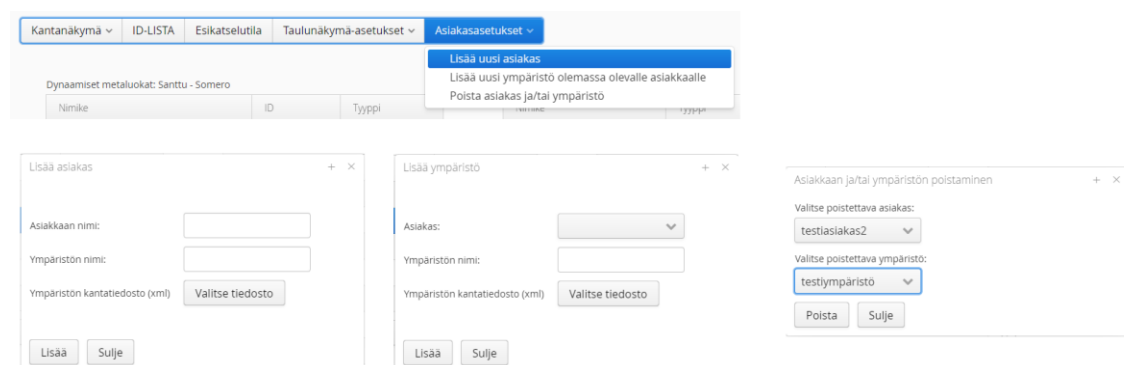 Kantanäkymä ID-LISTA Esikatselutila Taulunäkymä-asetukset Asiakasasetukset
Lisää uusi asiakas
Lisää uusi ympäristö olemassa olevalle asiakkaalle
Poista asiakas ja/tai ympäristö
Dynaamiset metaluokat: Santtu - Somero
Nimike ID Tyyppi Nimike Tyyppi
Lisää asiakas
Asiakkaan nimi:
Ympäristön nimi:
Ympäristön kantatiedosto (xml) Valitse tiedosto
Lisää Sulje
Lisää ympäristö
Asiakas:
Ympäristön nimi:
Ympäristön kantatiedosto (xml) Valitse tiedosto
Lisää Sulje
Asiakkaan ja/tai ympäristön poistaminen
Valitse poistettava asiakas:
testiasiakas2
Valitse poistettava ympäristö:
testiympäristö
Poista Sulje